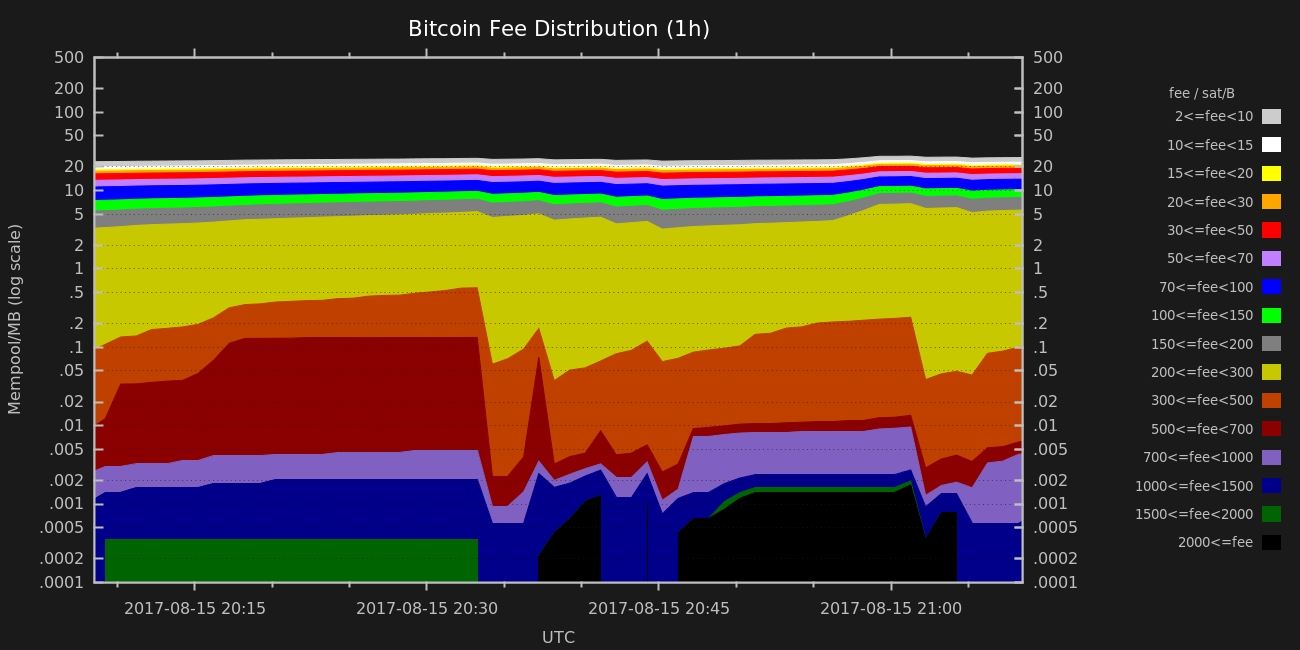 Bitcoin Fee Distribution (1h)
Mempool/MB (log scale)
500
200
100
50
20
10
5
2
1
.5
.2
.1
.05
.02
.01
.005
.002
.001
.0005
.0002
.0001
500
200
100
50
20
10
5
2
1
.5
.2
.1
.05
.02
.01
.005
.002
.001
.0005
.0002
.0001
2017-08-15 20:15 2017-08-15 20:30 2017-08-15 20:45 2017-08-15 21:00
UTC
fee / sat/B
2<=fee<10
10<=fee<15
15<=fee<20
20<=fee<30
30<=fee<50
50<=fee<70
70<=fee<100
100<=fee<150
150<=fee<200
200<=fee<300
300<=fee<500
500<=fee<700
700<=fee<1000
1000<=fee<1500
1500<=fee<2000
2000<=fee